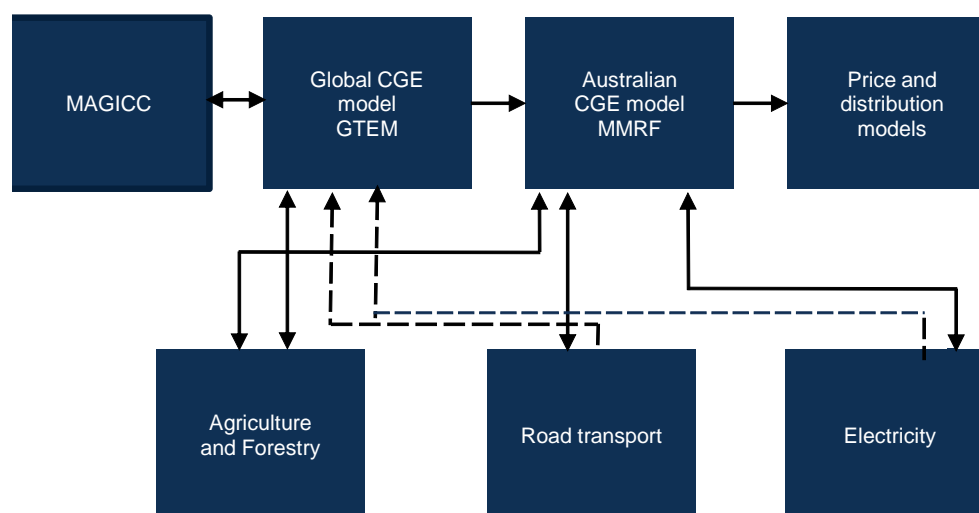 MAGICC
Global CGE
model
GTEM
Australian
CGE model
MMRF
Price and
distribution
models
Agriculture
and Forestry
Road transport
Electricity